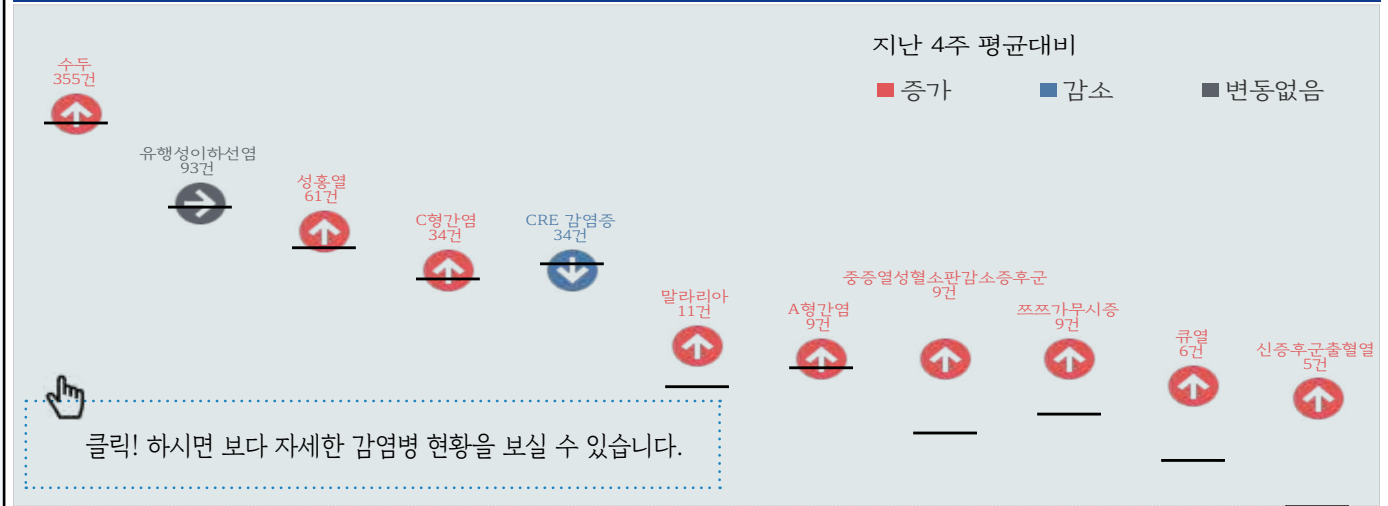 지난 4주 평균대비
증가
감소
변동없음
수두
355건
유행성이하선염
93건
성홍열
61건
C형간염
34건
CRE 감염증
34건
말라리아
11건
A형간염
9건
중증열성혈소판감소증후군
9건
쯔쯔가무시증
9건
큐열
6건
신증후군출혈열
5건
클릭! 하시면 보다 자세한 감염병 현황을 보실 수 있습니다.